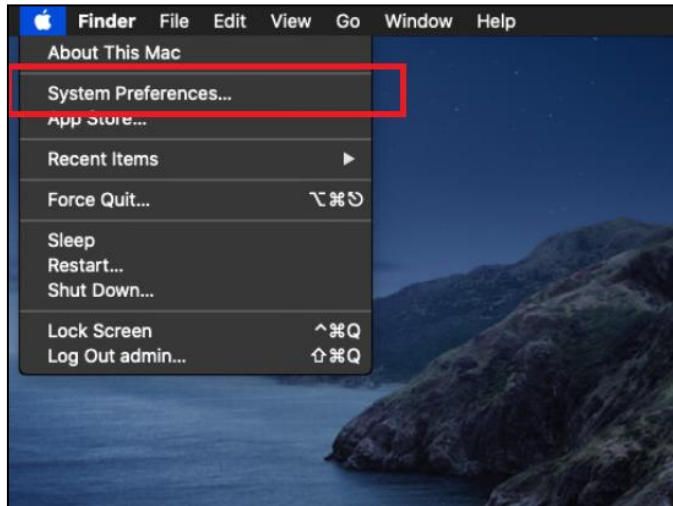 Finder File Edit View Go Window Help
About This Mac
System Preferences...
App Store...
Recent Items ▶
Force Quit... ⌥⌘⎋
Sleep
Restart...
Shut Down...
Lock Screen ^⌘Q
Log Out admin... ⇧⌘Q